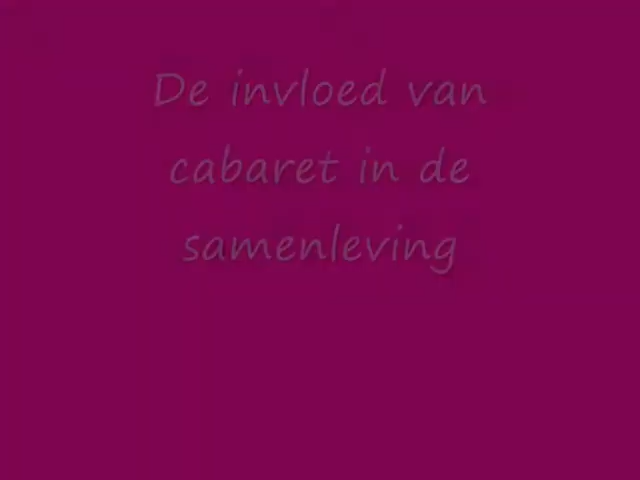 De invloed van
cabaret in de
samenleving